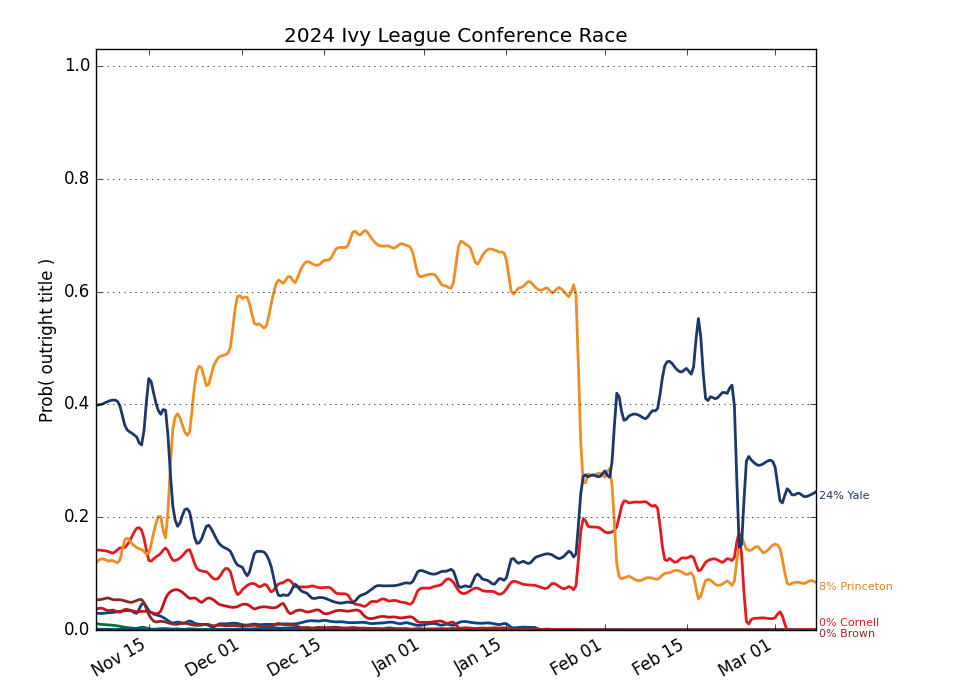 2024 Ivy League Conference Race
Prob( outright title )
1.0
0.8
0.6
0.4
0.2
0.0
Nov 15
Dec 01
Dec 15
Jan 01
Jan 15
Feb 01
Feb 15
Mar 01
24% Yale
8% Princeton
0% Cornell
0% Brown